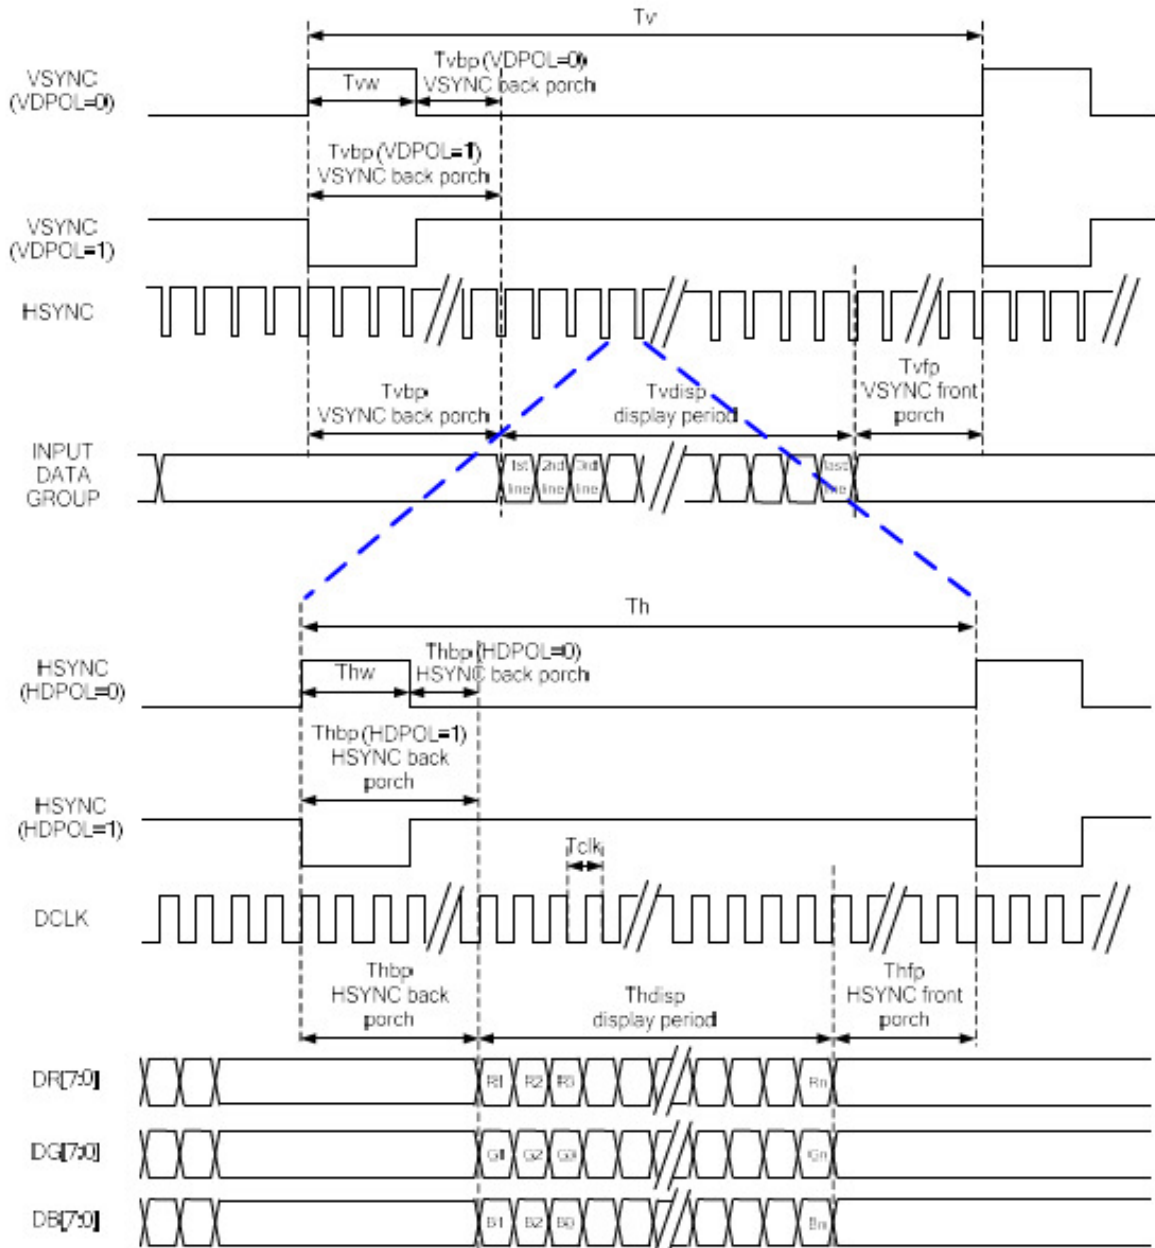 Tv
VSYNC
(VDPOL=0)
Tvw
Tvbp (VDPOL=0)
VSYNC back porch
Tvbp (VDPOL=1)
VSYNC back porch
VSYNC
(VDPOL=1)
HSYNC
Tvbp
VSYNC back porch
Tvdisp
display period
Tvfp
VSYNC front
porch
INPUT
DATA
GROUP
1st
line
2nd
line
3rd
line
last
line
Th
HSYNC
(HDPOL=0)
Thw
Thbp (HDPOL=0)
HSYNC back porch
Thbp (HDPOL=1)
HSYNC back
porch
HSYNC
(HDPOL=1)
Tclk
DCLK
Thbp
HSYNC back
porch
Thdisp
display period
Thfp
HSYNC front
porch
DR[7:0]
R1 R2 R3 Rn
DG[7:0]
G1 G2 G3 Gn
DB[7:0]
B1 B2 B3 Bn